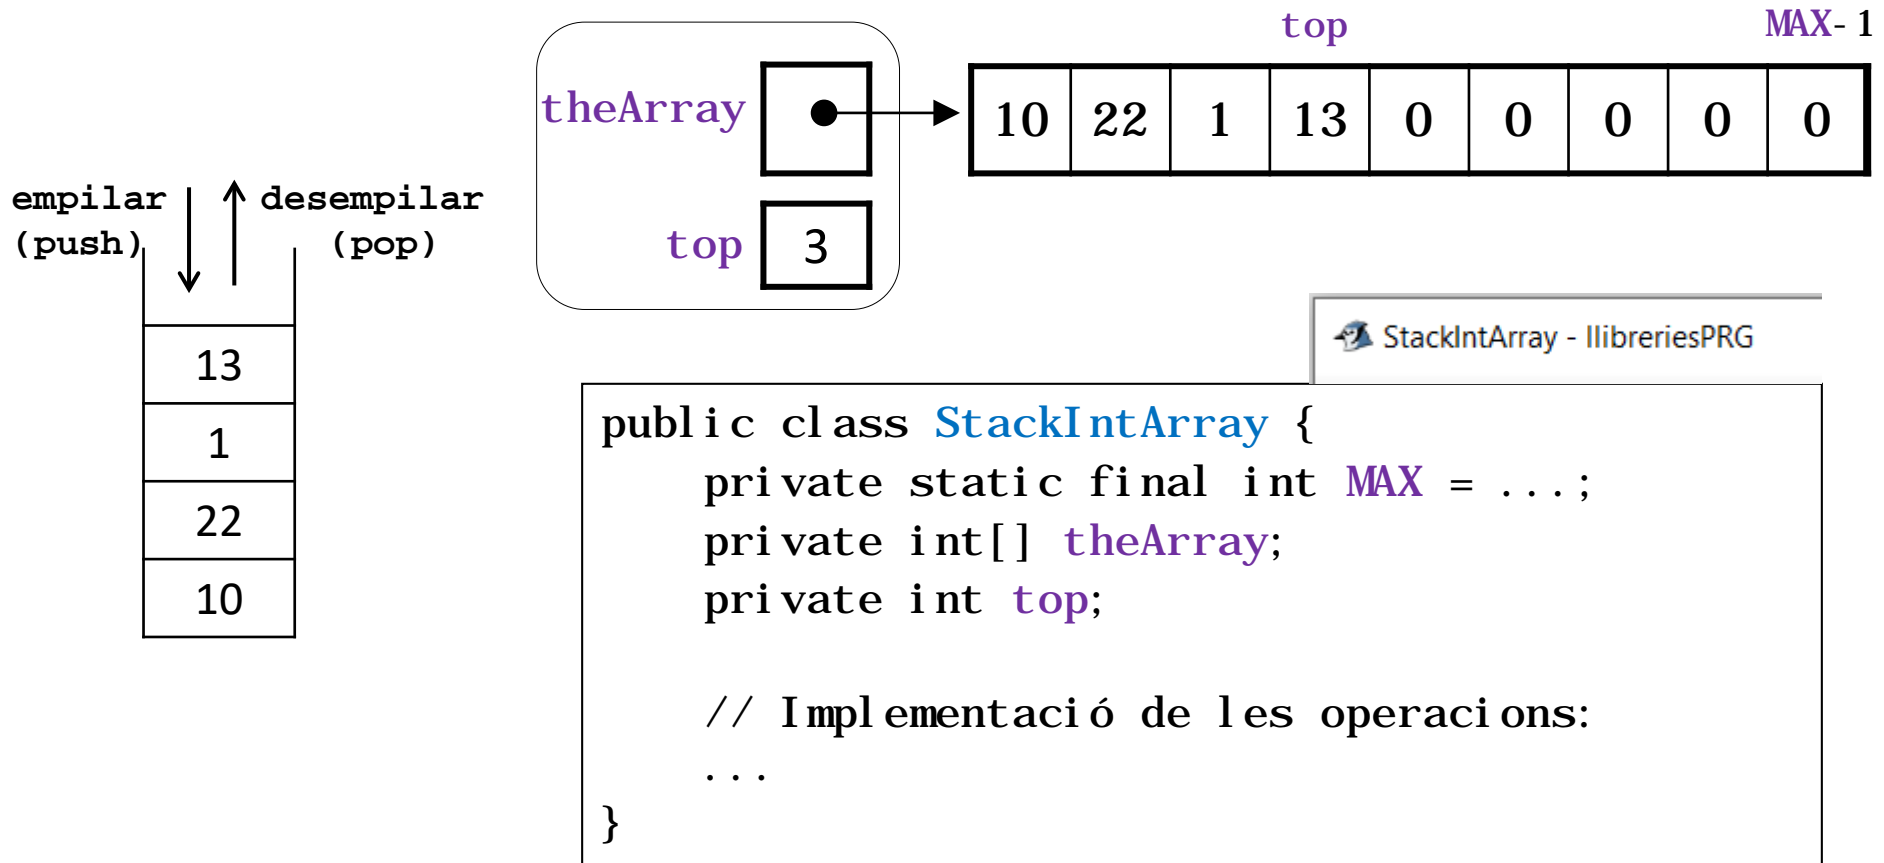 top MAX-1
theArray 10 22 1 13 0 0 0 0 0
empilar desempilar
(push) (pop)
top 3
StackIntArray - llibreriesPRG
13
1
22
10
public class StackIntArray {
private static final int MAX = ...;
private int[] theArray;
private int top;
// Implementació de les operacions:
...
}